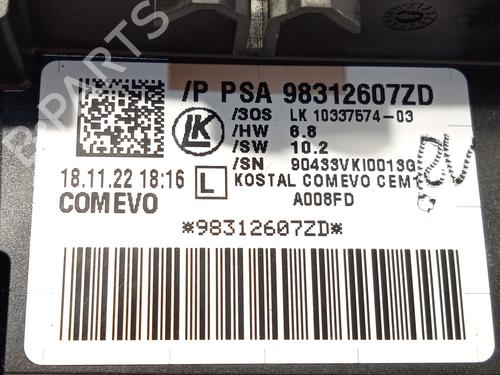 /P PSA 98312607ZD
/SOS LK 10337574-03
/HW 6.8
/SW 10.2
/SN 90433VKI0013G
LK
18.11.22 18:16 L KOSTAL COMEVO CEM
COMEVO A008FD
*98312607ZD*
B-PARTS